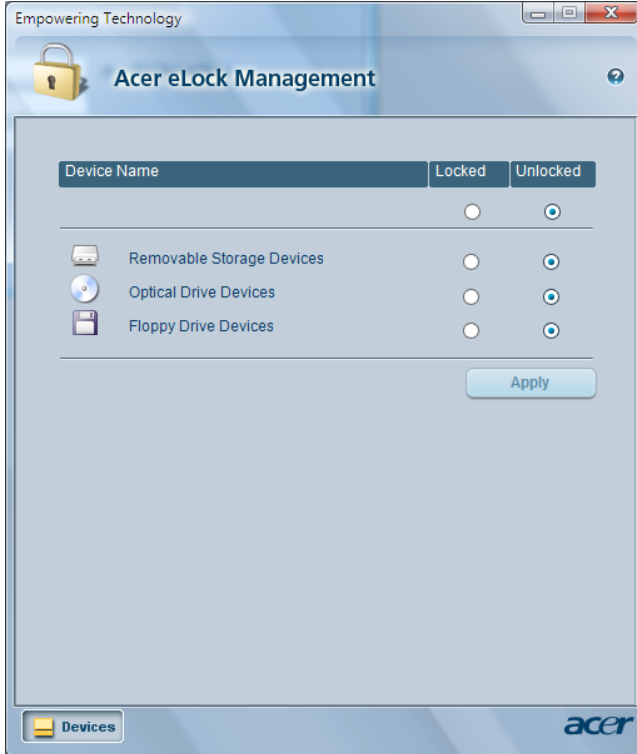 Empowering Technology
Acer eLock Management
Device Name Locked Unlocked
Removable Storage Devices
Optical Drive Devices
Floppy Drive Devices
Apply
Devices
acer